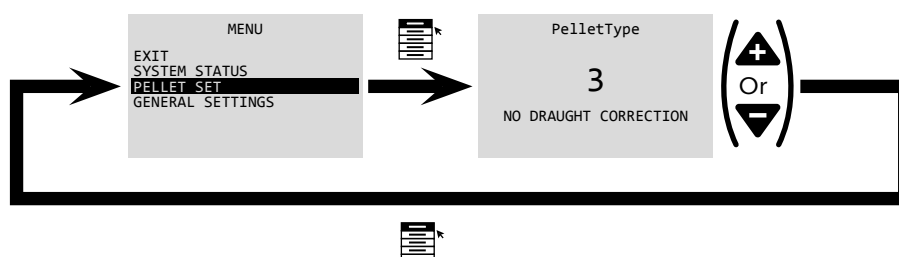 MENU
EXIT
SYSTEM STATUS
PELLET SET
GENERAL SETTINGS
PelletType
3
NO DRAUGHT CORRECTION
+
Or
-